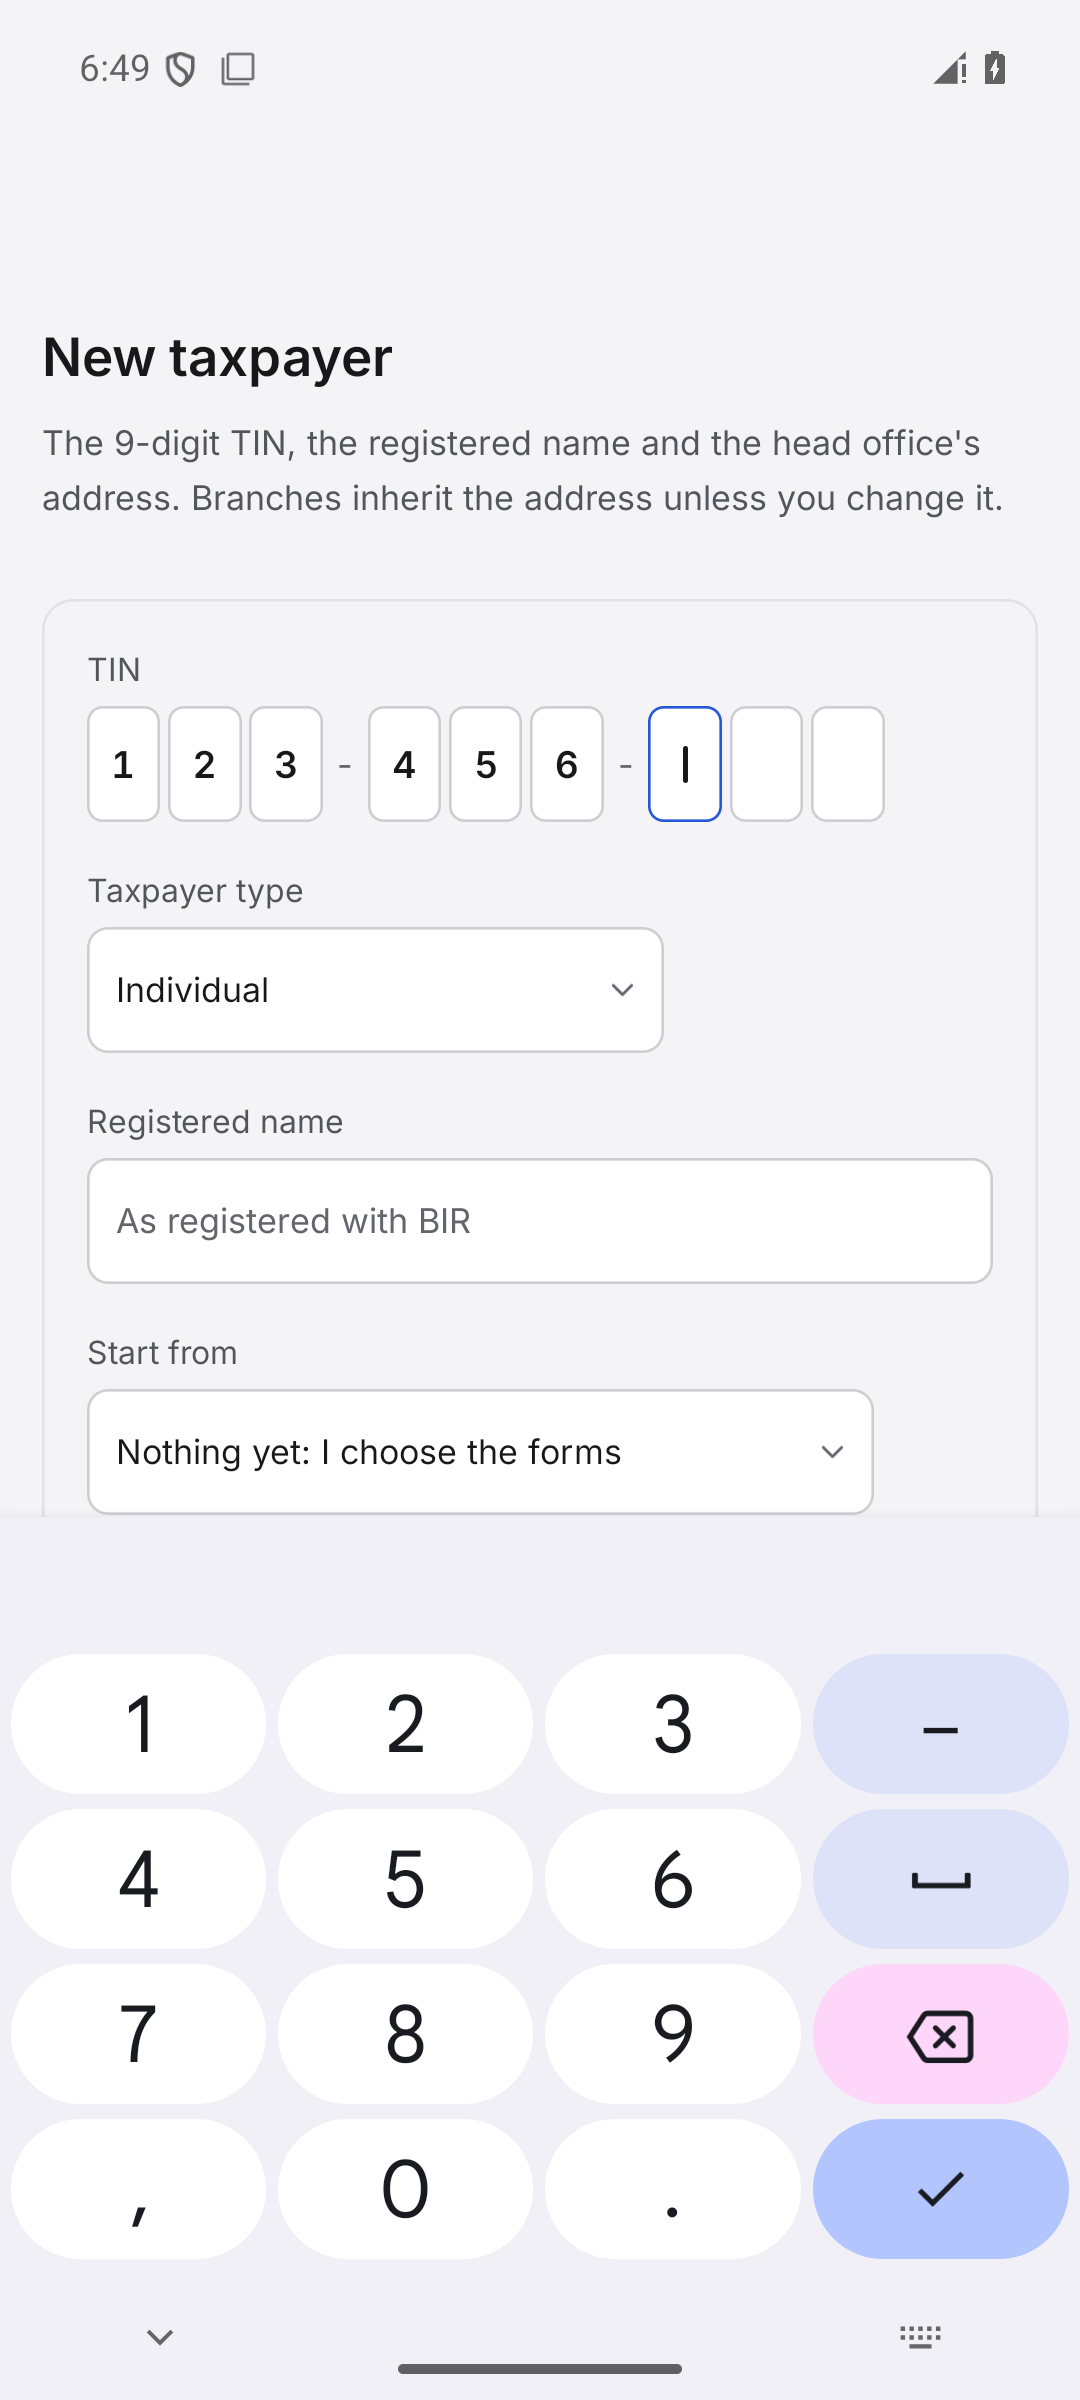 6:49
New taxpayer
The 9-digit TIN, the registered name and the head office's
address. Branches inherit the address unless you change it.
TIN
1 2 3 - 4 5 6 -
Taxpayer type
Individual
Registered name
As registered with BIR
Start from
Nothing yet: I choose the forms
1 2 3 –
4 5 6
7 8 9
, 0 .